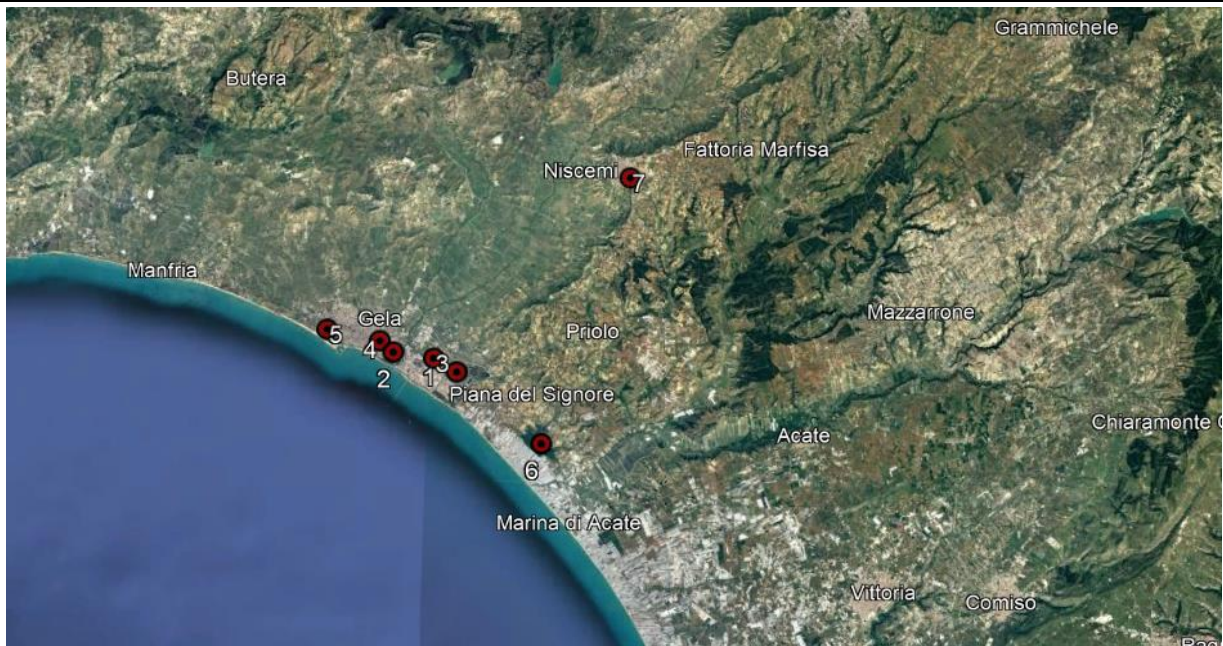 Grammichele
Butera
Fattoria Marfisa
Niscemi
7
Manfria
Mazzarrone
Gela
5
Priolo
4
3
2
1
Piana del Signore
Chiaramonte G
Acate
6
Marina di Acate
Vittoria
Comiso
Rag